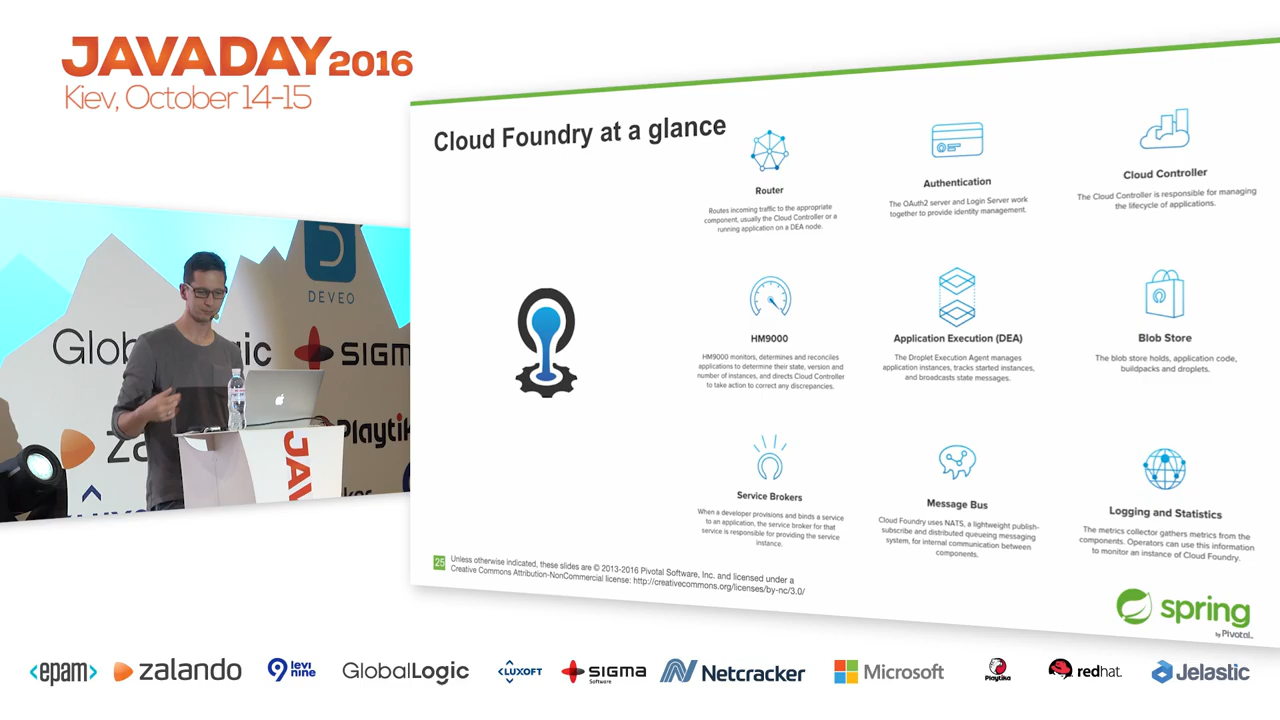 JAVADAY 2016
Kiev, October 14-15
Cloud Foundry at a glance
Router
Routes incoming traffic to the appropriate
component, usually the Cloud Controller or a
running application on a DEA node.
Authentication
The OAuth2 server and Login Server work
together to provide identity management.
Cloud Controller
The Cloud Controller is responsible for managing
the lifecycle of applications.
HM9000
HM9000 monitors, determines and reconciles
applications to determine their state, version and
number of instances, and directs Cloud Controller
to take action to correct any discrepancies.
Application Execution (DEA)
The Droplet Execution Agent manages
application instances, tracks started instances,
and broadcasts state messages.
Blob Store
The blob store holds, application code,
buildpacks and droplets.
Service Brokers
When a developer provisions and binds a service
to an application, the service broker for that
service is responsible for providing the service
instance.
Message Bus
Cloud Foundry uses NATS, a lightweight publish-
subscribe and distributed queueing messaging
system, for internal communication between
components.
Logging and Statistics
The metrics collector gathers metrics from the
components. Operators can use this information
to monitor an instance of Cloud Foundry.
25
Unless otherwise indicated, these slides are © 2013-2016 Pivotal Software, Inc. and licensed under a
Creative Commons Attribution-NonCommercial license: http://creativecommons.org/licenses/by-nc/3.0/
spring
by Pivotal
D
DEVEO
Glob
ic
SIGM
Za
Playtik
JAV
<epam>
zalando
9 levi
nine
GlobalLogic
LUXOFT
SIGMA
Software
Netcracker
Microsoft
Playtika
redhat.
Jelastic